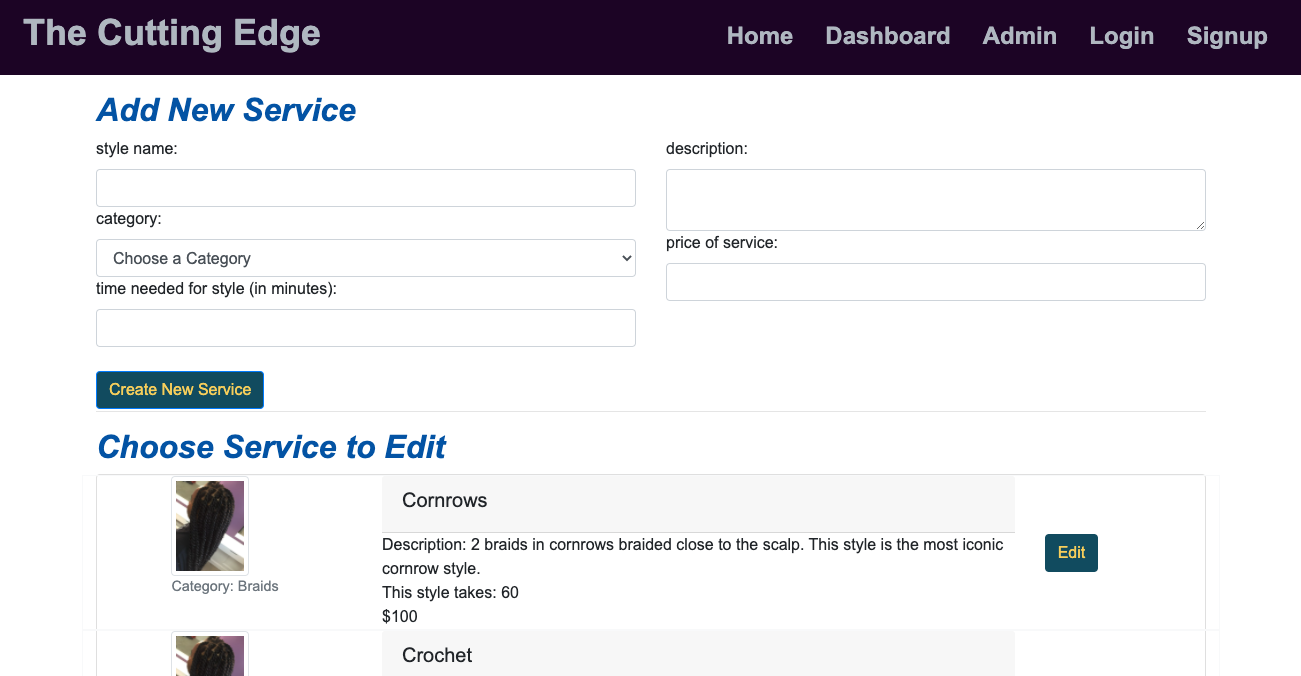 The Cutting Edge
Home Dashboard Admin Login Signup
Add New Service
style name:
description:
category:
Choose a Category
price of service:
time needed for style (in minutes):
Create New Service
Choose Service to Edit
Cornrows
Description: 2 braids in cornrows braided close to the scalp. This style is the most iconic
cornrow style.
This style takes: 60
$100
Category: Braids
Edit
Crochet